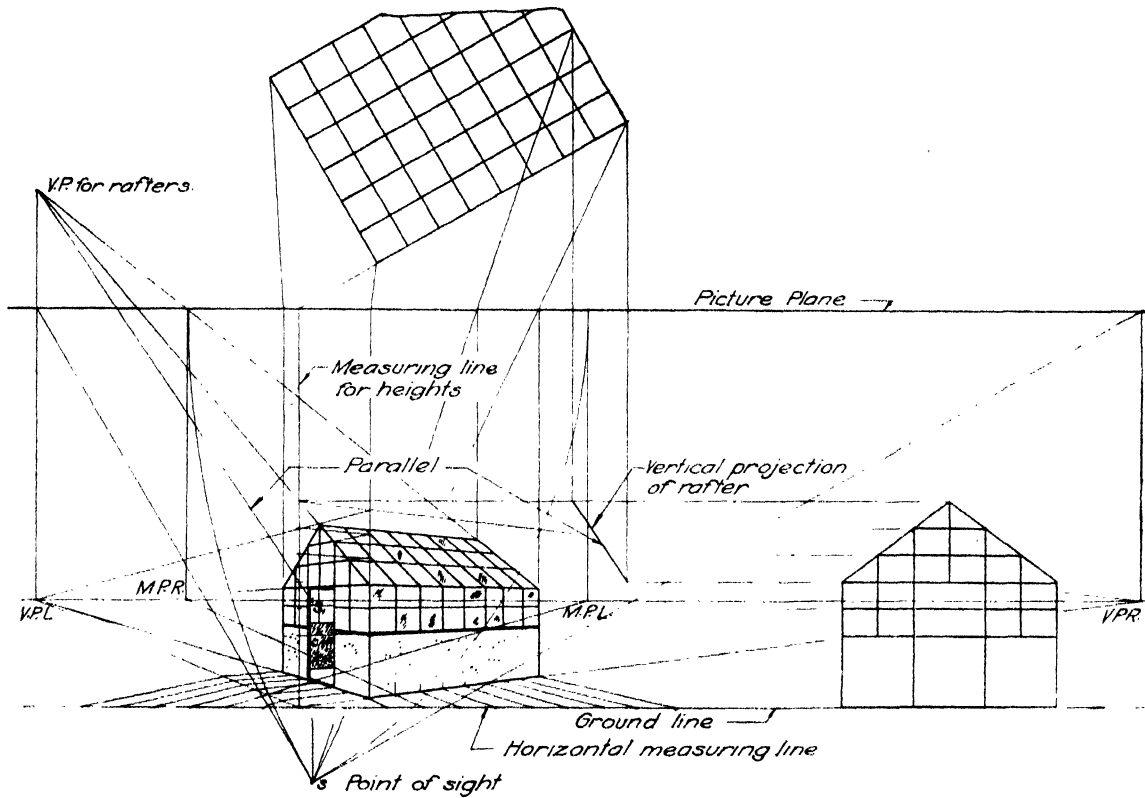 V.P. for rafters.
Picture Plane
Measuring line
for heights
Parallel
Vertical projection
of rafter
M.P.R.
V.P.L.
M.P.L.
V.P.R.
Ground line
Horizontal measuring line
s Point of sight